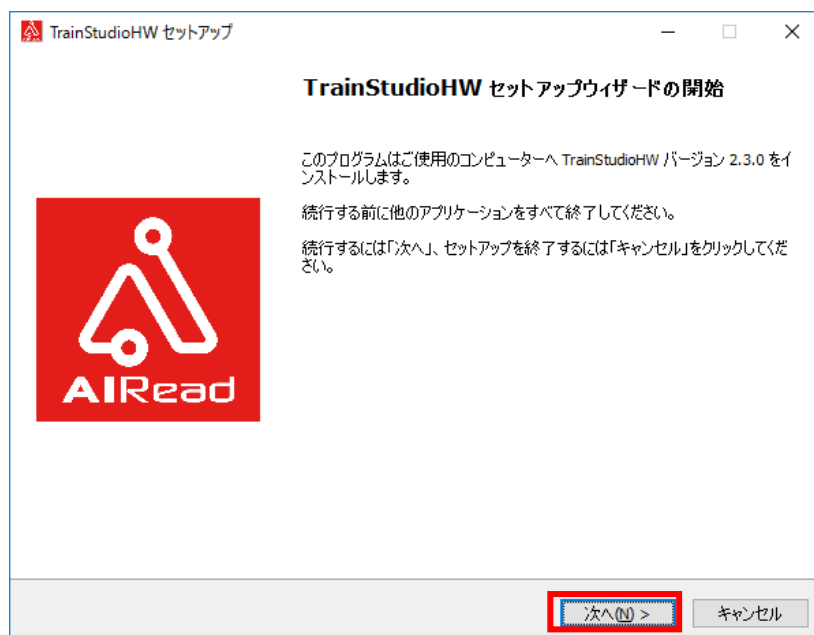 TrainStudioHW セットアップ
TrainStudioHW セットアップウィザードの開始
このプログラムはご使用のコンピューターへ TrainStudioHW バージョン 2.3.0 をイ
ンストールします。
続行する前に他のアプリケーションをすべて終了してください。
続行するには「次へ」、セットアップを終了するには「キャンセル」をクリックしてくだ
さい。
AIRead
次へ(N) >
キャンセル